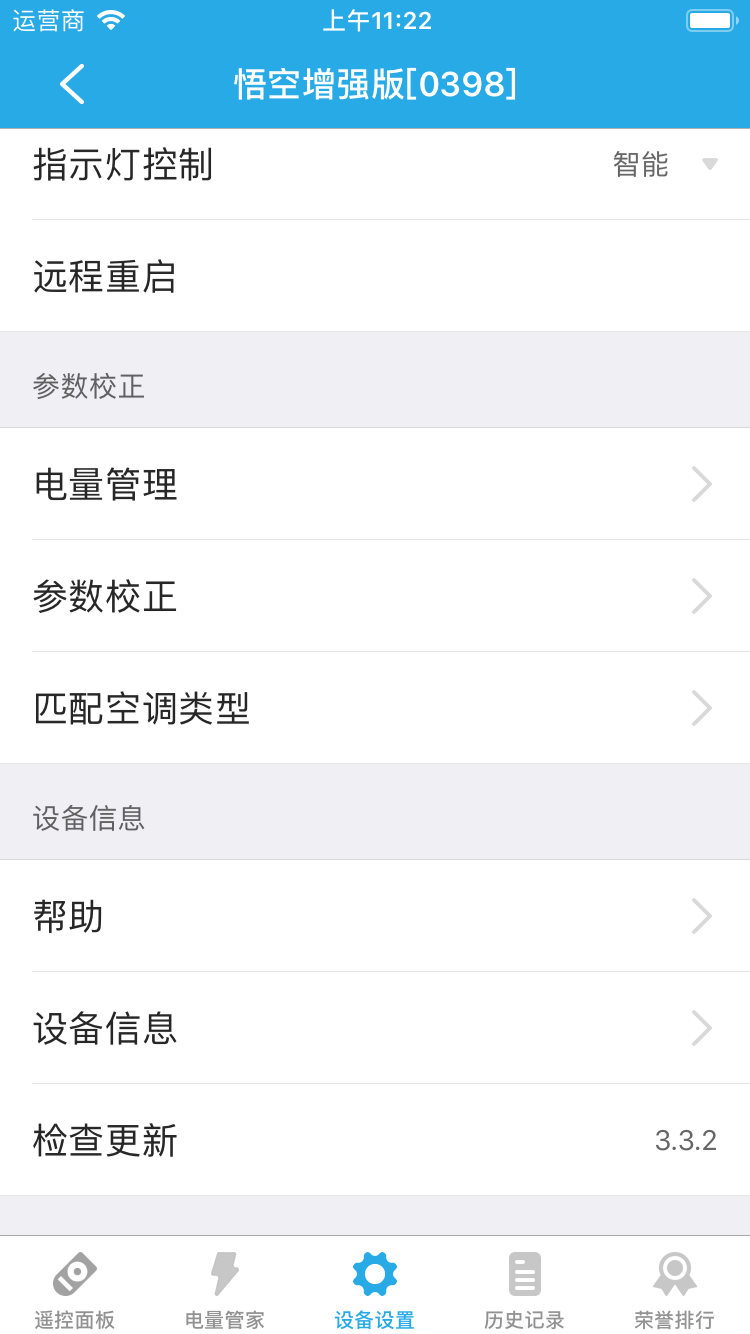 运营商 上午11:22
悟空增强版[0398]
指示灯控制 智能
远程重启
参数校正
电量管理
参数校正
匹配空调类型
设备信息
帮助
设备信息
检查更新 3.3.2
遥控面板 电量管家 设备设置 历史记录 荣誉排行